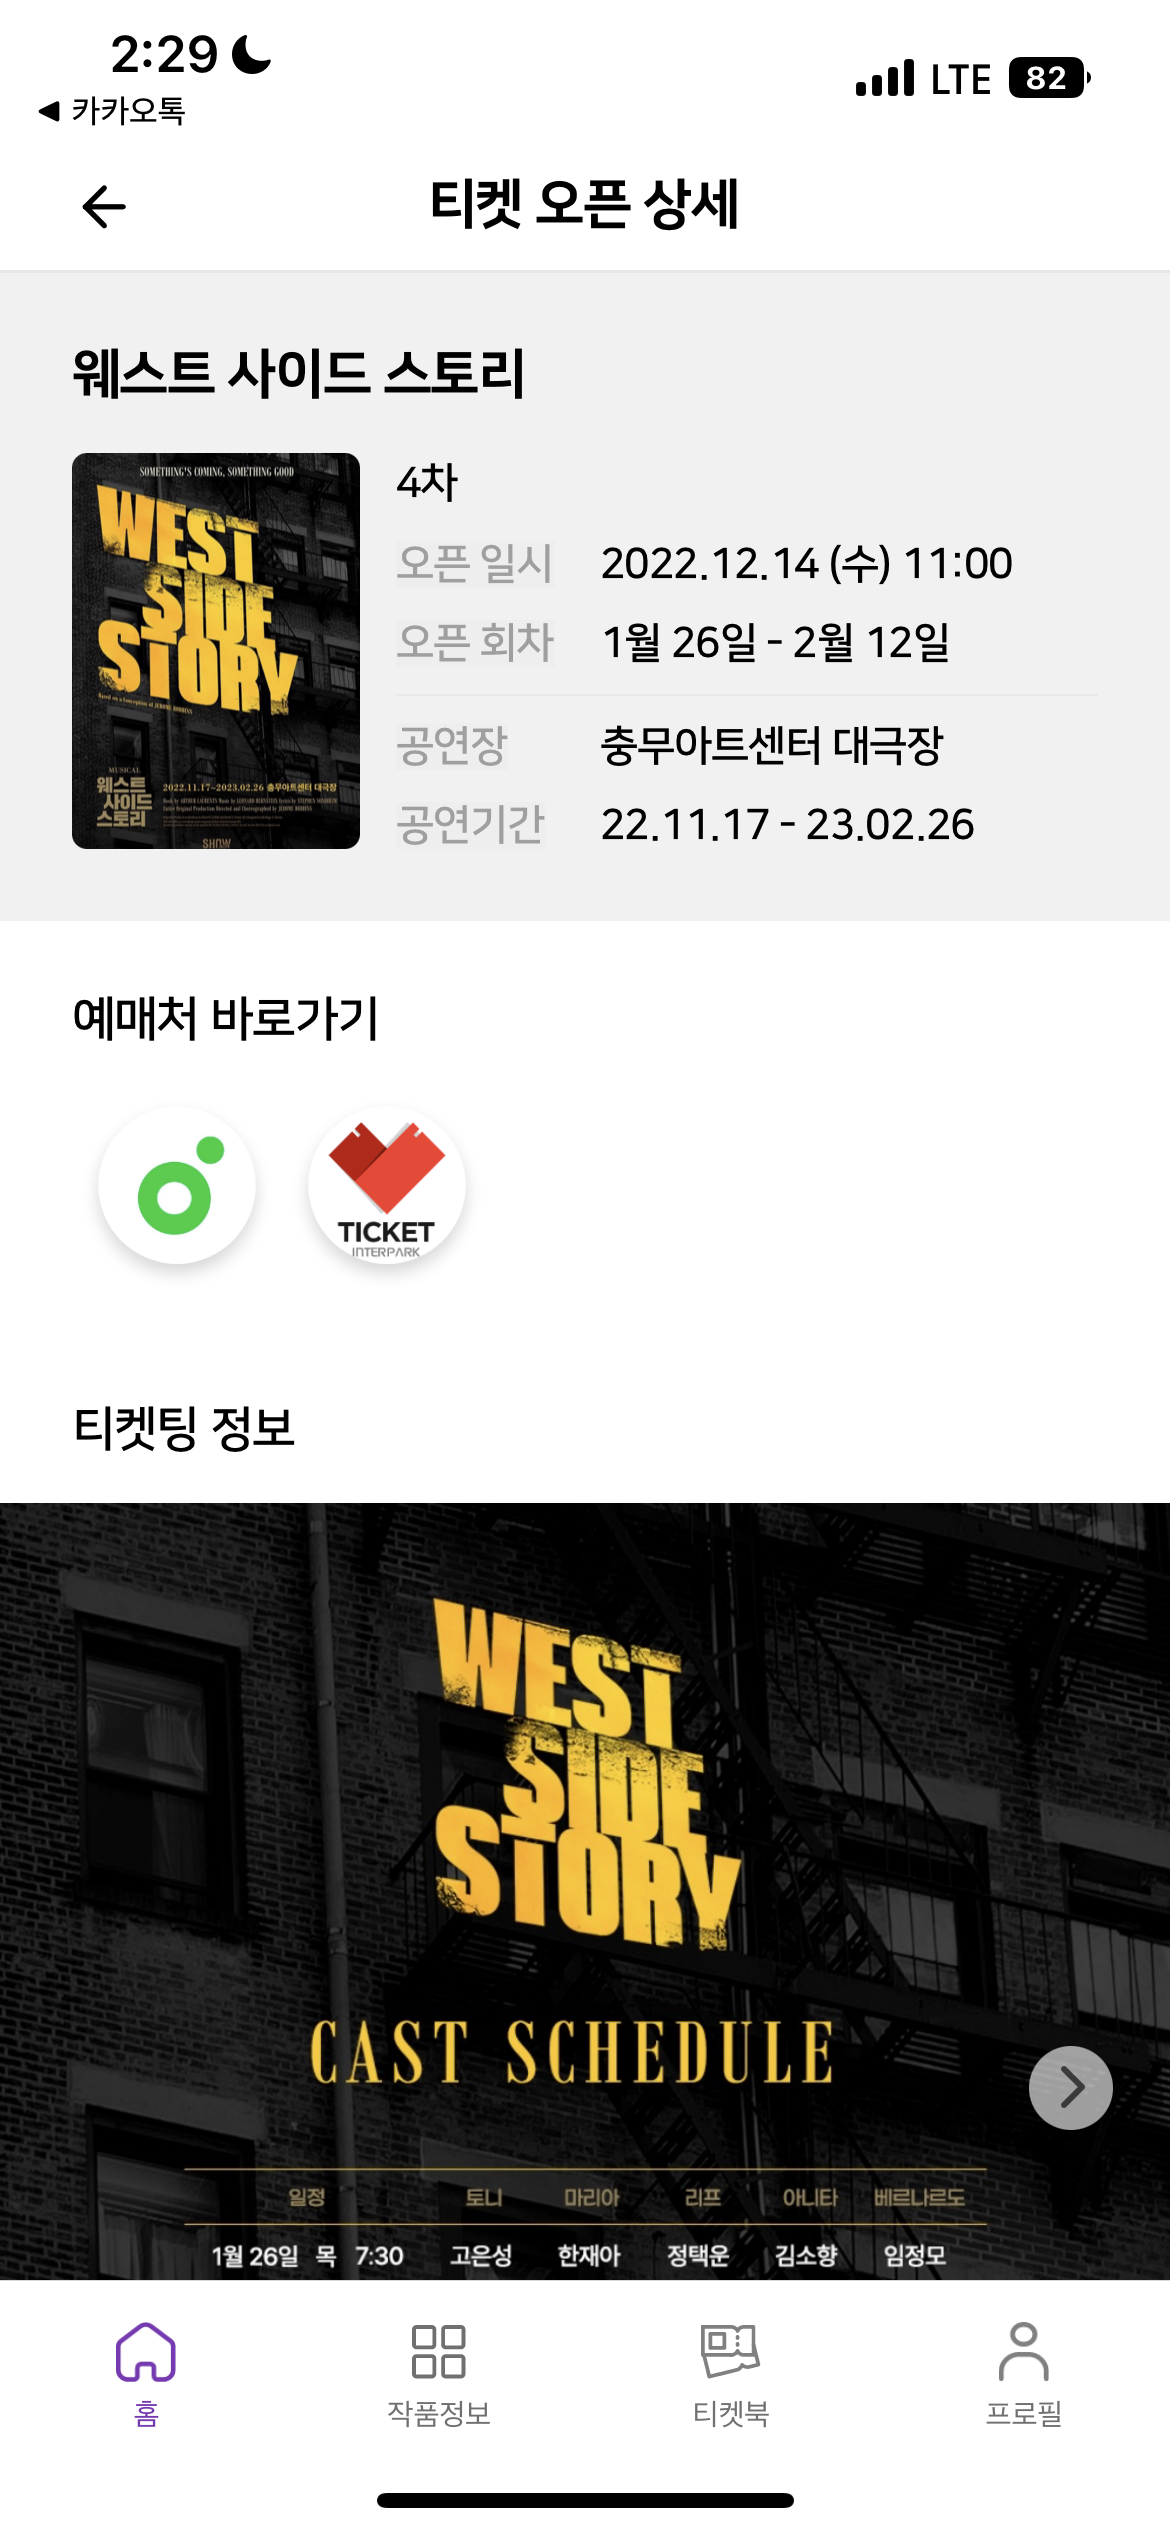 2:29
LTE 82
◀ 카카오톡
티켓 오픈 상세
웨스트 사이드 스토리
SOMETHING'S COMING, SOMETHING GOOD
WEST
SIDE
STORY
Based on a Conception of JEROME ROBBINS
MUSICAL
웨스트
사이드
스토리
2022.11.17~2023.02.26 충무아트센터 대극장
SHOW
4차
오픈 일시 2022.12.14 (수) 11:00
오픈 회차 1월 26일 - 2월 12일
공연장 충무아트센터 대극장
공연기간 22.11.17 - 23.02.26
예매처 바로가기
TICKET
INTERPARK
티켓팅 정보
WEST
SIDE
STORY
CAST SCHEDULE
일정 토니 마리아 리프 아니타 베르나르도
1월 26일 목 7:30 고은성 한재아 정택운 김소향 임정모
홈 작품정보 티켓북 프로필